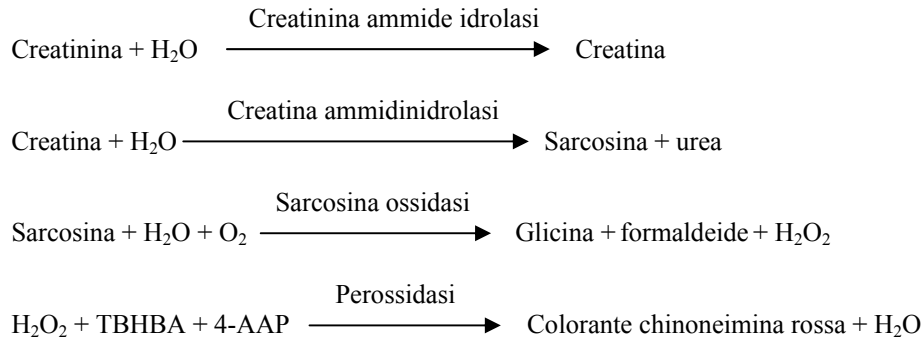 Creatinina ammide idrolasi
Creatinina + H₂O Creatina
Creatina ammidinidrolasi
Creatina + H₂O Sarcosina + urea
Sarcosina ossidasi
Sarcosina + H₂O + O₂ Glicina + formaldeide + H₂O₂
Perossidasi
H₂O₂ + TBHBA + 4-AAP Colorante chinoneimina rossa + H₂O